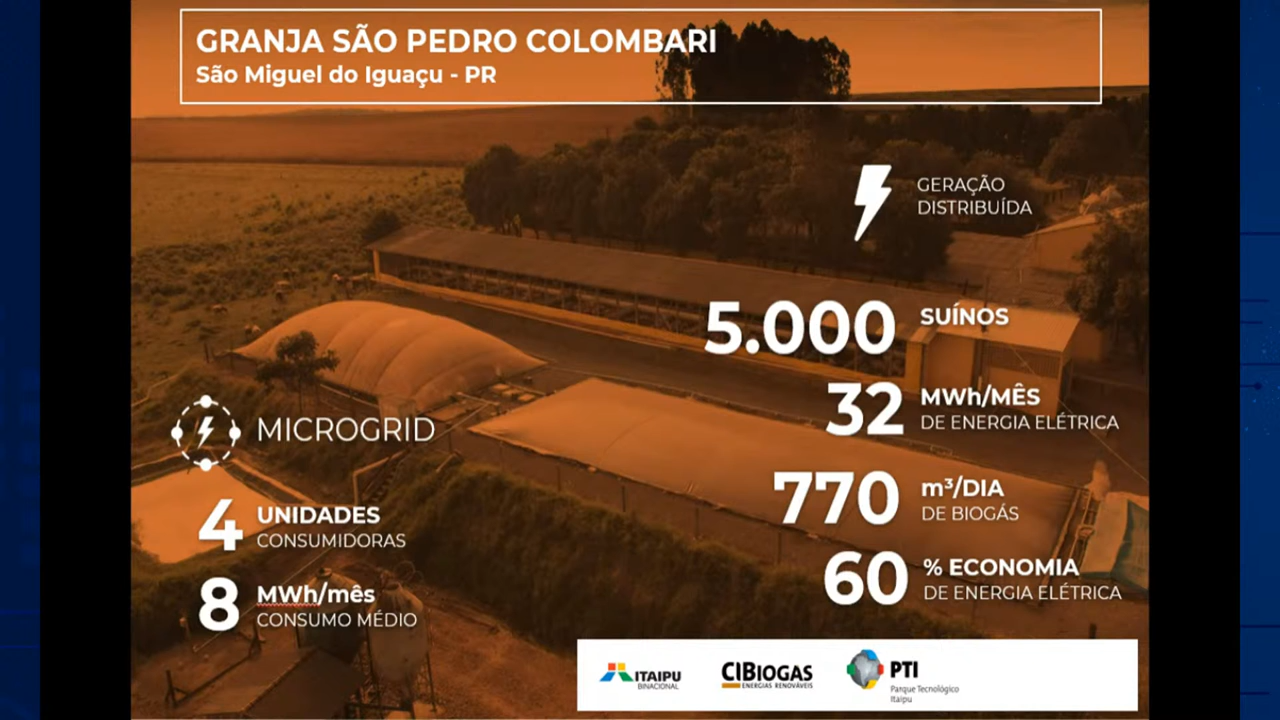 GRANJA SÃO PEDRO COLOMBARI
São Miguel do Iguaçu - PR
GERAÇÃO
DISTRIBUÍDA
5.000 SUÍNOS
32 MWh/MÊS
DE ENERGIA ELÉTRICA
770 m³/DIA
DE BIOGÁS
60 % ECONOMIA
DE ENERGIA ELÉTRICA
MICROGRID
4 UNIDADES
CONSUMIDORAS
8 MWh/mês
CONSUMO MÉDIO
ITAIPU
BINACIONAL
CIBIOGAS
ENERGIAS RENOVÁVEIS
PTI
Parque Tecnológico
Itaipu